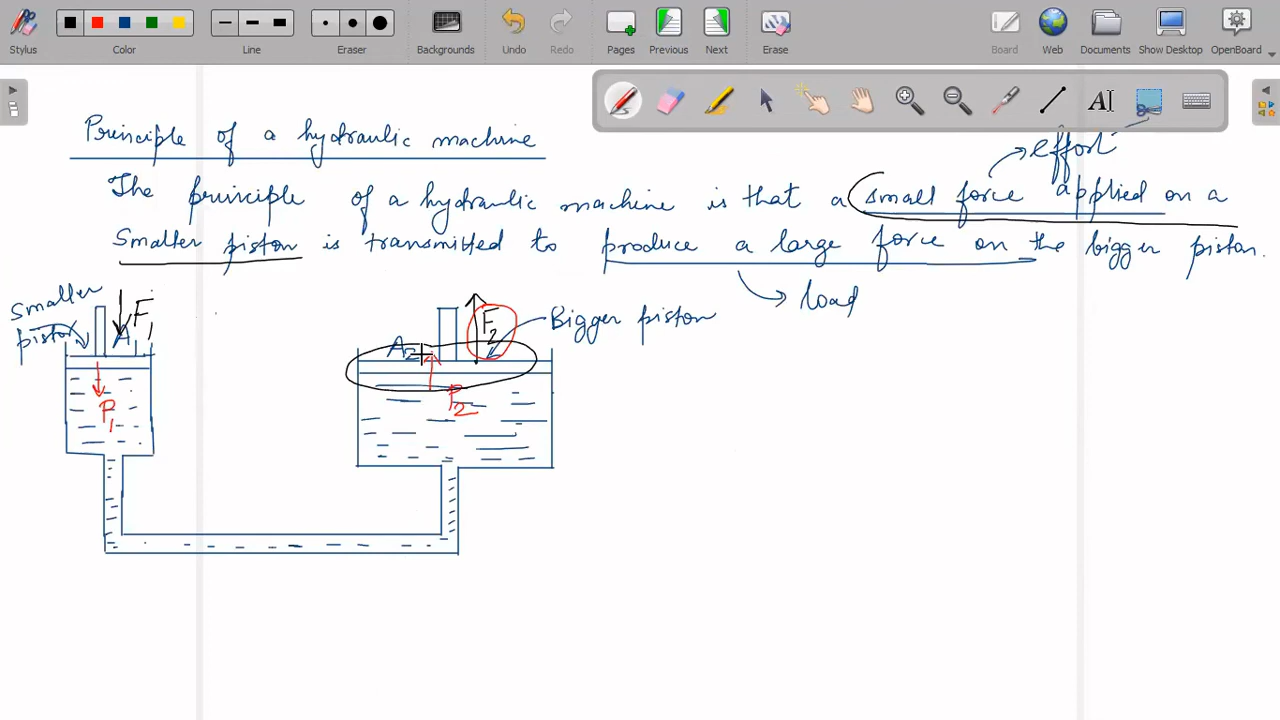 Stylus
Color
Line
Eraser
Backgrounds
Undo
Redo
Pages
Previous
Next
Erase
Board
Web
Documents
Show Desktop
OpenBoard
Principle of a hydraulic machine
effort
The principle of a hydraulic machine is that a small force applied on a
Smaller piston is transmitted to produce a large force on the bigger piston.
load
Smaller
piston
F1
A1
P1
A2
F2
Bigger piston
P2